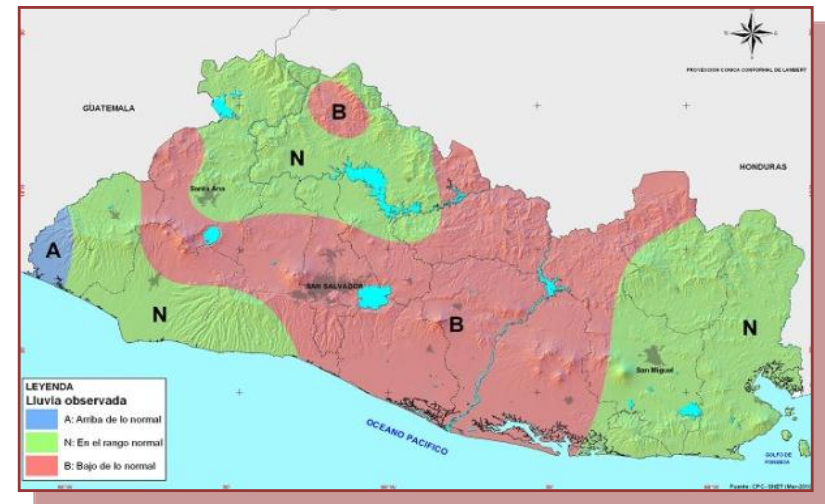 N
E
PROYECCION CONICA CONFORMAL DE LAMBERT
GUATEMALA
B
N
HONDURAS
Santa Ana
A
SAN SALVADOR
N
B
N
San Miguel
LEYENDA
Lluvia observada
A: Arriba de lo normal
N: En el rango normal
B: Bajo de lo normal
OCEANO PACIFICO
GOLFO DE
FONSECA